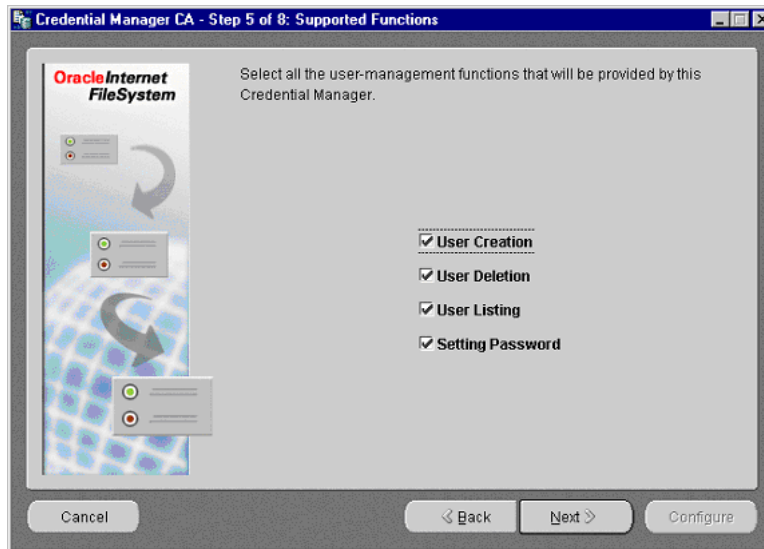 Credential Manager CA - Step 5 of 8: Supported Functions
OracleInternet
FileSystem
Select all the user-management functions that will be provided by this
Credential Manager.
User Creation
User Deletion
User Listing
Setting Password
Cancel
Back
Next
Configure